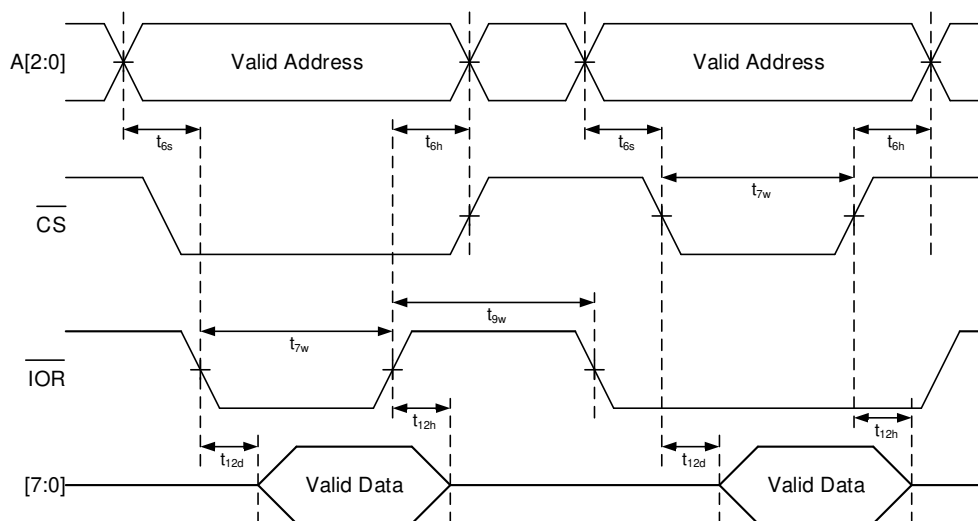 A[2:0]
Valid Address
Valid Address
t6s
t6h
t6s
t6h
CS
t7w
IOR
t7w
t9w
t12h
t12h
t12d
t12d
[7:0]
Valid Data
Valid Data